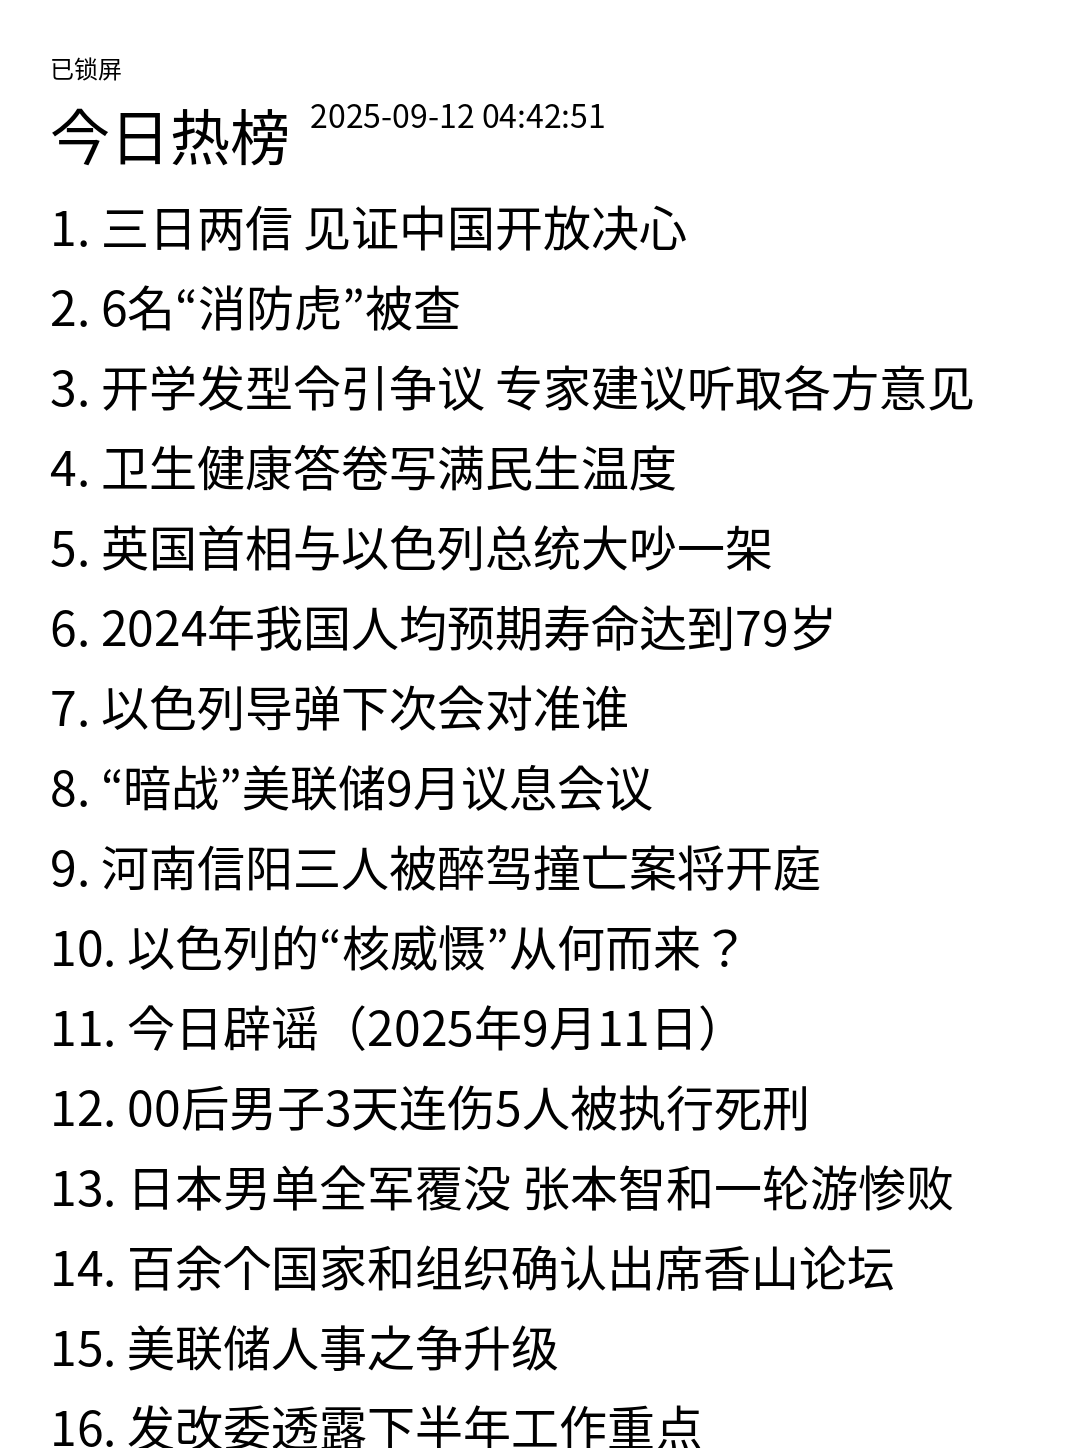 已锁屏
今日热榜 2025-09-12 04:42:51
1. 三日两信 见证中国开放决心
2. 6名“消防虎”被查
3. 开学发型令引争议 专家建议听取各方意见
4. 卫生健康答卷写满民生温度
5. 英国首相与以色列总统大吵一架
6. 2024年我国人均预期寿命达到79岁
7. 以色列导弹下次会对准谁
8. “暗战”美联储9月议息会议
9. 河南信阳三人被醉驾撞亡案将开庭
10. 以色列的“核威慑”从何而来？
11. 今日辟谣（2025年9月11日）
12. 00后男子3天连伤5人被执行死刑
13. 日本男单全军覆没 张本智和一轮游惨败
14. 百余个国家和组织确认出席香山论坛
15. 美联储人事之争升级
16. 发改委透露下半年工作重点